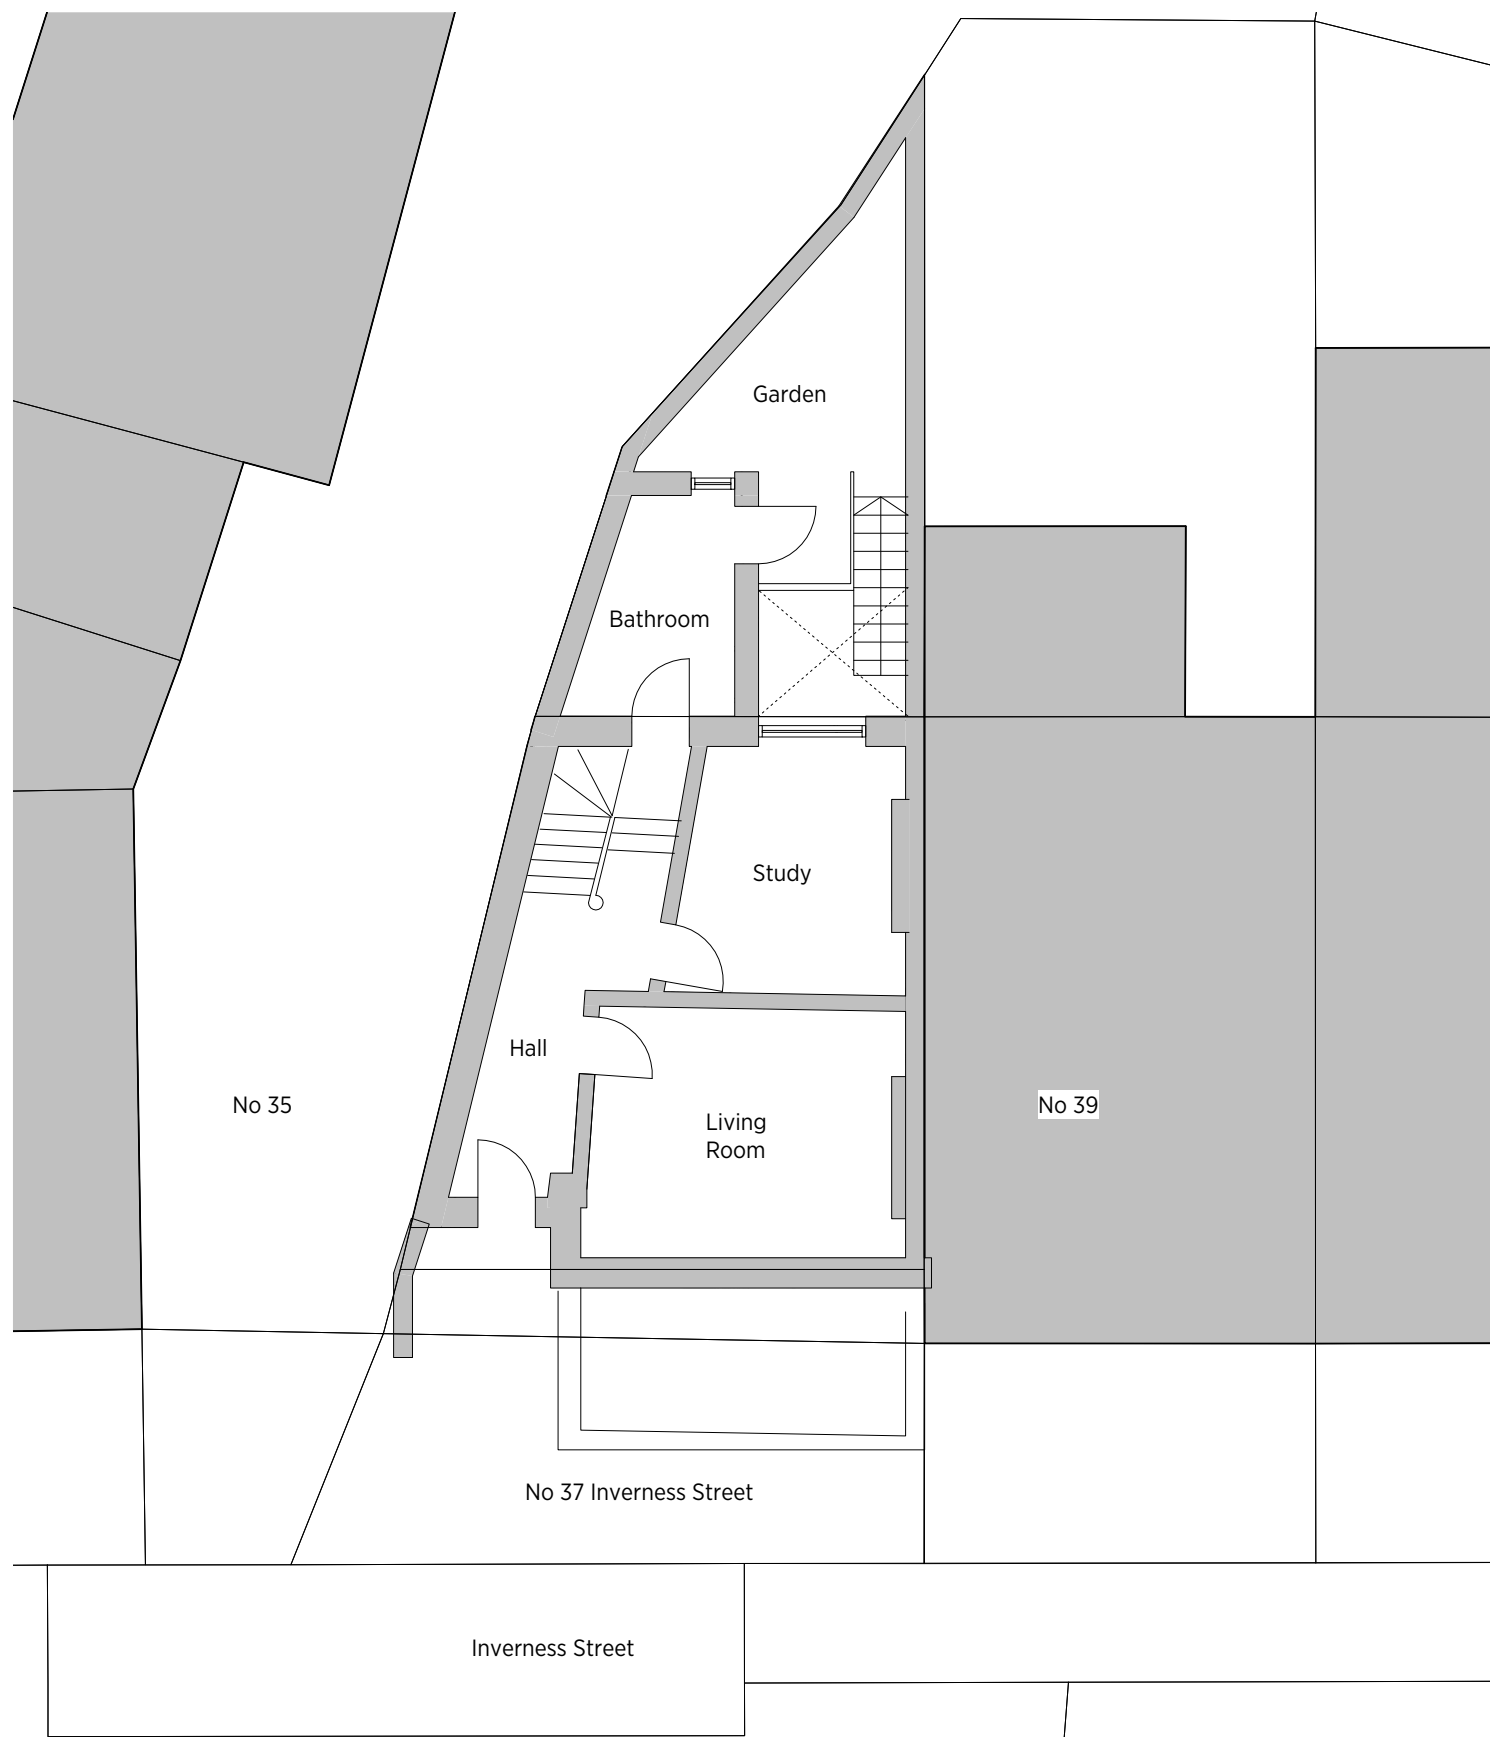 Garden
Bathroom
Study
Hall
No 35
No 39
Living
Room
No 37 Inverness Street
Inverness Street